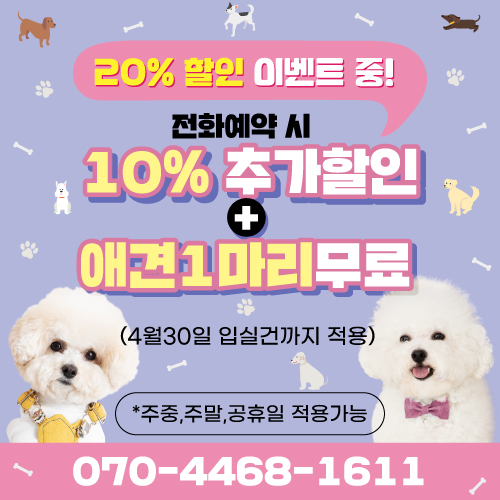 20% 할인 이벤트 중!
전화예약 시
10% 추가할인
+
애견1마리무료
(4월30일 입실건까지 적용)
*주중,주말,공휴일 적용가능
070-4468-1611